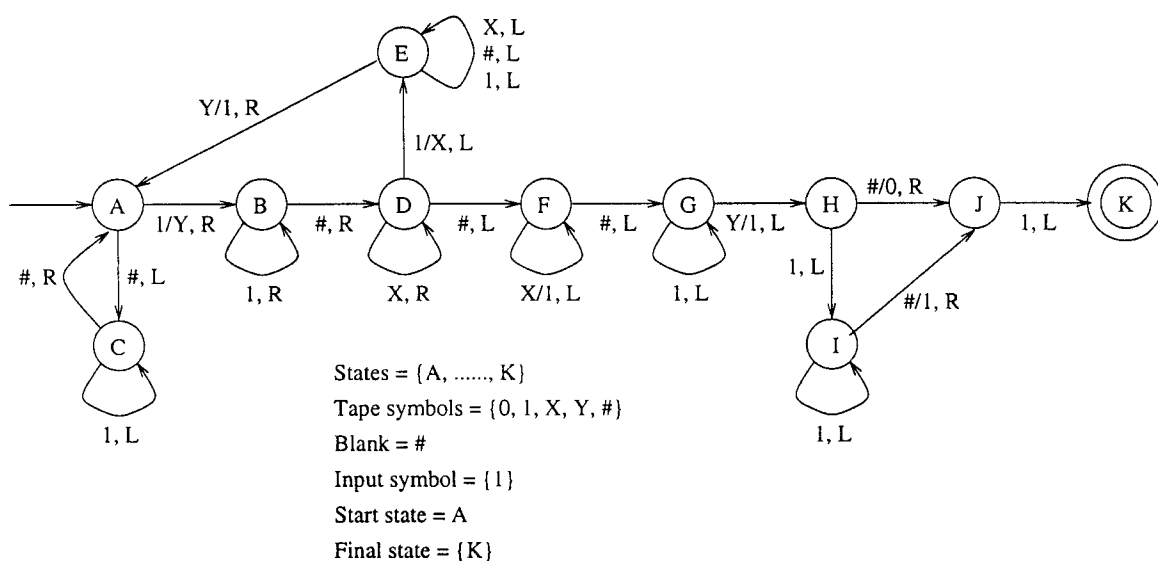 X, L
E
#, L
1, L
Y/1, R
1/X, L
A
B
D
F
G
H
#/0, R
J
K
1/Y, R
#, R
#, L
#, L
Y/1, L
1, L
#, R
#, L
1, L
1, R
X, R
X/1, L
1, L
#/1, R
C
I
1, L
1, L
States = {A, ......, K}
Tape symbols = {0, 1, X, Y, #}
Blank = #
Input symbol = {1}
Start state = A
Final state = {K}